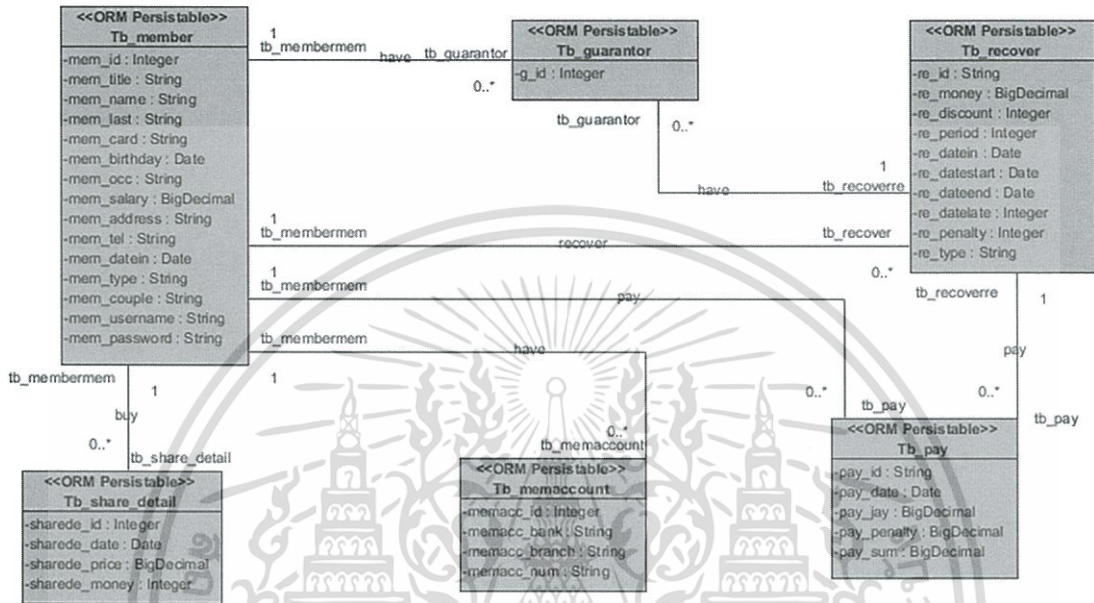 <<ORM Persistable>>
Tb_member
-mem_id : Integer
-mem_title : String
-mem_name : String
-mem_last : String
-mem_card : String
-mem_birthday : Date
-mem_occ : String
-mem_salary : BigDecimal
-mem_address : String
-mem_tel : String
-mem_datein : Date
-mem_type : String
-mem_couple : String
-mem_username : String
-mem_password : String
1
tb_membermem
have
tb_guarantor
0..*
<<ORM Persistable>>
Tb_guarantor
-g_id : Integer
tb_guarantor
0..*
have
1
tb_recoverre
<<ORM Persistable>>
Tb_recover
-re_id : String
-re_money : BigDecimal
-re_discount : Integer
-re_period : Integer
-re_datein : Date
-re_datestart : Date
-re_dateend : Date
-re_datelate : Integer
-re_penalty : Integer
-re_type : String
1
tb_membermem
recover
tb_recover
0..*
1
tb_membermem
pay
0..*
tb_pay
tb_recoverre
1
pay
0..*
tb_pay
tb_membermem
1
have
0..*
tb_memaccount
tb_membermem
1
buy
0..*
tb_share_detail
<<ORM Persistable>>
Tb_share_detail
-sharede_id : Integer
-sharede_date : Date
-sharede_price : BigDecimal
-sharede_money : Integer
<<ORM Persistable>>
Tb_memaccount
-memacc_id : Integer
-memacc_bank : String
-memacc_branch : String
-memacc_num : String
<<ORM Persistable>>
Tb_pay
-pay_id : String
-pay_date : Date
-pay_jay : BigDecimal
-pay_penalty : BigDecimal
-pay_sum : BigDecimal